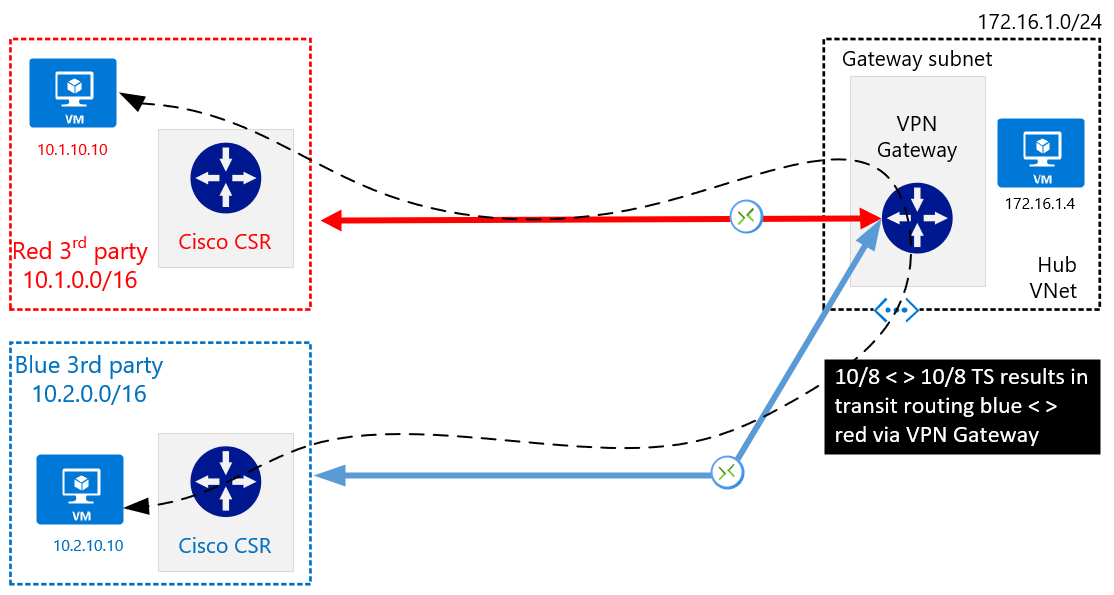 172.16.1.0/24
Gateway subnet
VM
10.1.10.10
VPN
Gateway
VM
172.16.1.4
Cisco CSR
Red 3rd party
10.1.0.0/16
Hub
VNet
Blue 3rd party
10.2.0.0/16
10/8 < > 10/8 TS results in
transit routing blue < >
red via VPN Gateway
VM
10.2.10.10
Cisco CSR